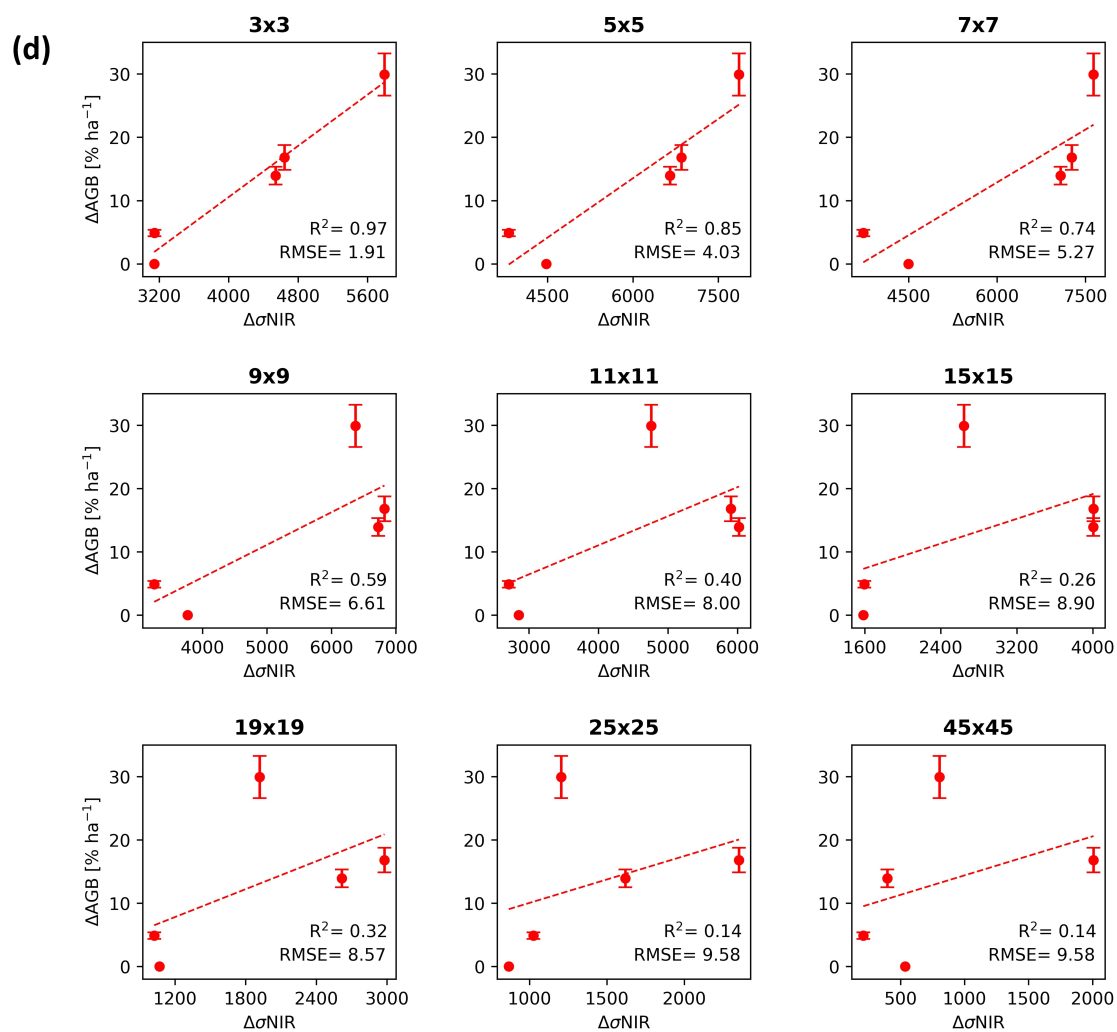 (d)
3x3 5x5 7x7
ΔAGB [% ha⁻¹]
30 30 30
20 20 20
10 10 10
0 0 0
R²= 0.97 R²= 0.85 R²= 0.74
RMSE= 1.91 RMSE= 4.03 RMSE= 5.27
3200 4000 4800 5600 4500 6000 7500 4500 6000 7500
ΔσNIR ΔσNIR ΔσNIR
9x9 11x11 15x15
ΔAGB [% ha⁻¹]
30 30 30
20 20 20
10 10 10
0 0 0
R²= 0.59 R²= 0.40 R²= 0.26
RMSE= 6.61 RMSE= 8.00 RMSE= 8.90
4000 5000 6000 7000 3000 4000 5000 6000 1600 2400 3200 4000
ΔσNIR ΔσNIR ΔσNIR
19x19 25x25 45x45
ΔAGB [% ha⁻¹]
30 30 30
20 20 20
10 10 10
0 0 0
R²= 0.32 R²= 0.14 R²= 0.14
RMSE= 8.57 RMSE= 9.58 RMSE= 9.58
1200 1800 2400 3000 1000 1500 2000 500 1000 1500 2000
ΔσNIR ΔσNIR ΔσNIR